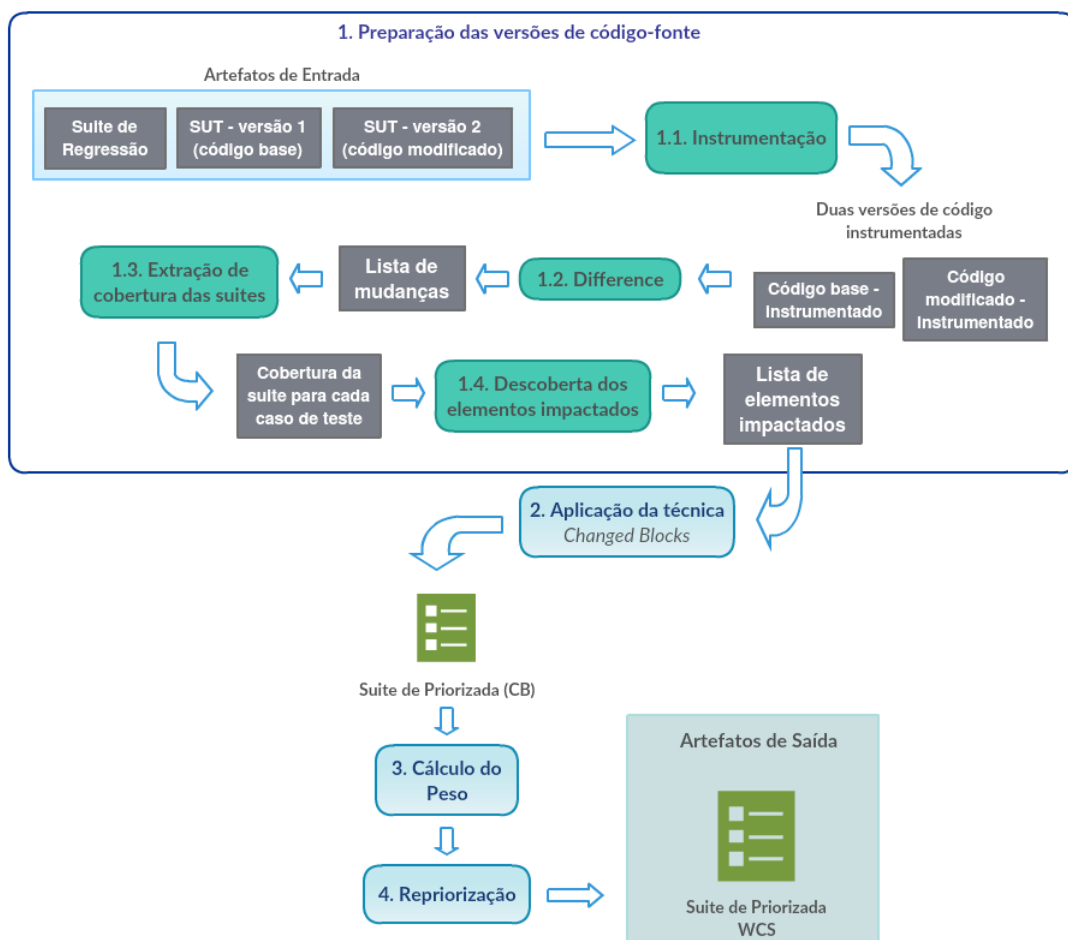 1. Preparação das versões de código-fonte
Artefatos de Entrada
Suite de
Regressão
SUT - versão 1
(código base)
SUT - versão 2
(código modificado)
1.1. Instrumentação
Duas versões de código
instrumentadas
1.3. Extração de
cobertura das suites
Lista de
mudanças
1.2. Difference
Código base -
Instrumentado
Código
modificado -
Instrumentado
Cobertura da
suite para cada
caso de teste
1.4. Descoberta dos
elementos impactados
Lista de
elementos
impactados
2. Aplicação da técnica
Changed Blocks
Suite de Priorizada (CB)
3. Cálculo do
Peso
4. Repriorização
Artefatos de Saída
Suite de Priorizada
WCS